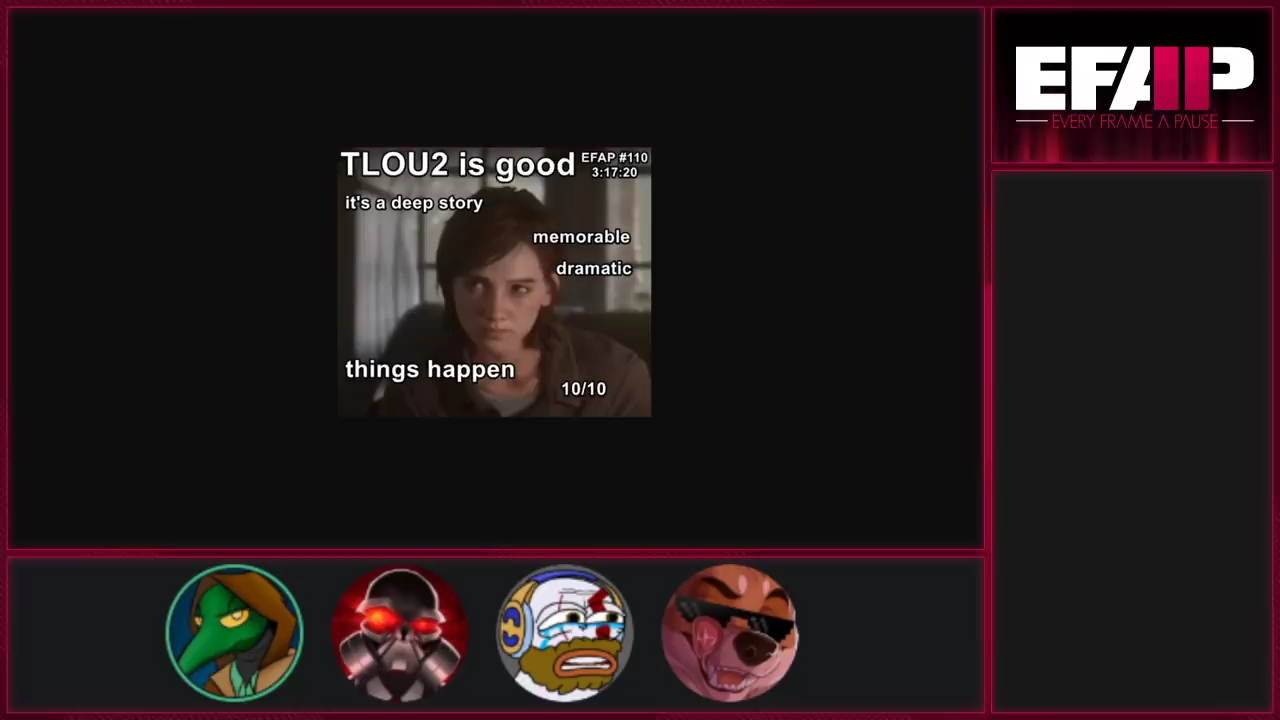 TLOU2 is good
EFAP #110
3:17:20
it's a deep story
memorable
dramatic
things happen
10/10
EFAP
EVERY FRAME A PAUSE